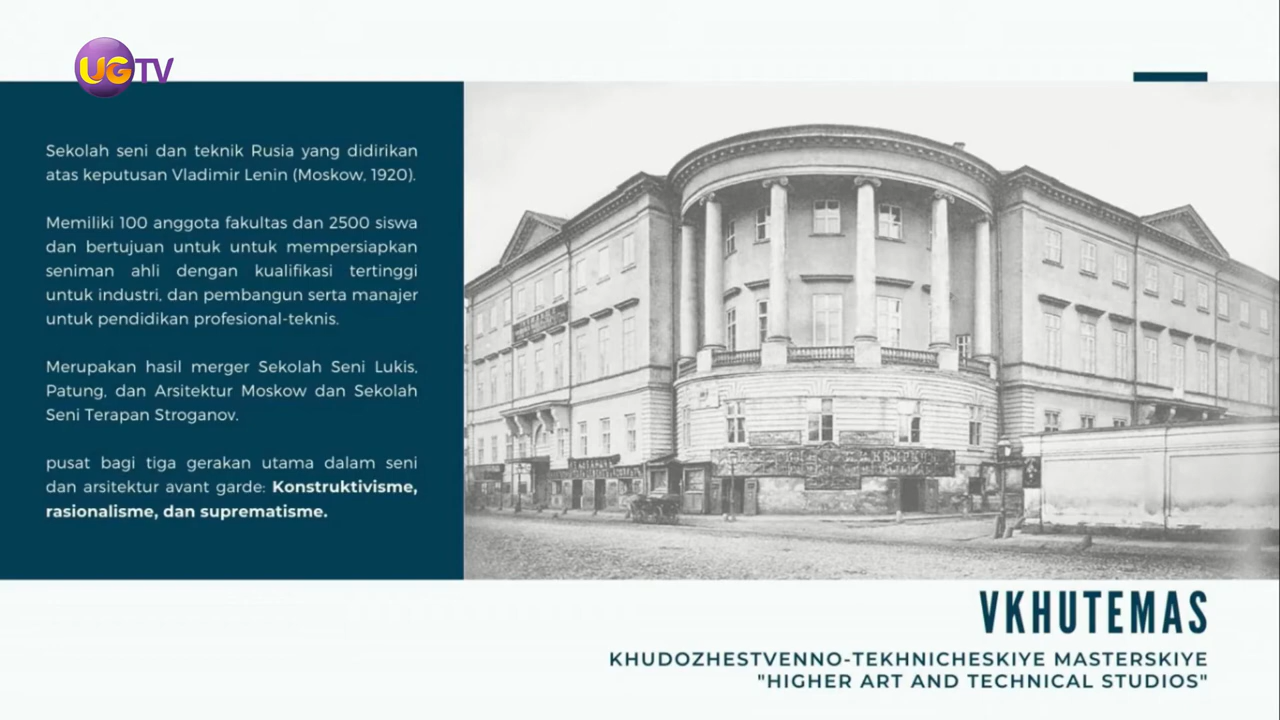 UGTV
Sekolah seni dan teknik Rusia yang didirikan
atas keputusan Vladimir Lenin (Moskow, 1920).
Memiliki 100 anggota fakultas dan 2500 siswa
dan bertujuan untuk untuk mempersiapkan
seniman ahli dengan kualifikasi tertinggi
untuk industri, dan pembangun serta manajer
untuk pendidikan profesional-teknis.
Merupakan hasil merger Sekolah Seni Lukis,
Patung, dan Arsitektur Moskow dan Sekolah
Seni Terapan Stroganov.
pusat bagi tiga gerakan utama dalam seni
dan arsitektur avant garde: Konstruktivisme,
rasionalisme, dan suprematisme.
VKHUTEMAS
KHUDOZHESTVENNO-TEKHNICHESKIYE MASTERSKIYE
"HIGHER ART AND TECHNICAL STUDIOS"